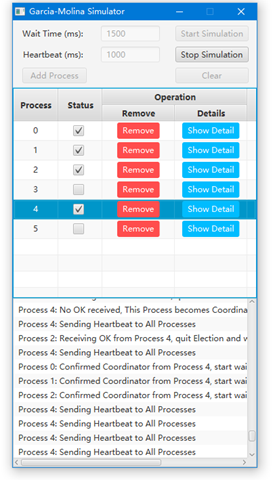 Garcia-Molina Simulator
Wait Time (ms): 1500 Start Simulation
Heartbeat (ms): 1000 Stop Simulation
Add Process Clear
Process Status Operation
Remove Details
0 Remove Show Detail
1 Remove Show Detail
2 Remove Show Detail
3 Remove Show Detail
4 Remove Show Detail
5 Remove Show Detail
Process 4: No OK received, This Process becomes Coordina
Process 4: Sending Heartbeat to All Processes
Process 2: Receiving OK from Process 4, quit Election and w
Process 4: Sending Heartbeat to All Processes
Process 0: Confirmed Coordinator from Process 4, start wai
Process 1: Confirmed Coordinator from Process 4, start wai
Process 2: Confirmed Coordinator from Process 4, start wai
Process 4: Sending Heartbeat to All Processes
Process 4: Sending Heartbeat to All Processes
Process 4: Sending Heartbeat to All Processes
Process 4: Sending Heartbeat to All Processes